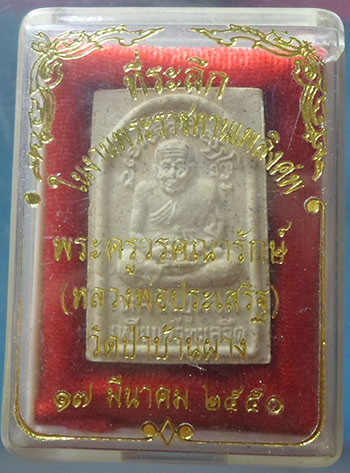 ที่ระลึก
ในงานพระราชทานเพลิงศพ
พระครูวรคณารักษ์
(หลวงพ่อประเสริฐ)
วัดป่าบ้านผาง
๑๗ มีนาคม ๒๕๕๑